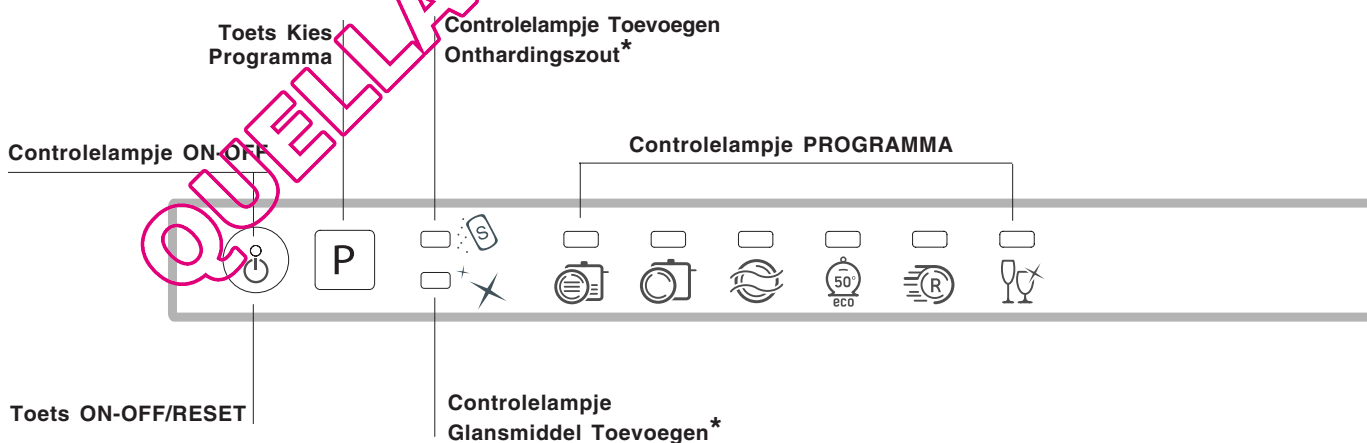 Toets Kies
Programma
Controlelampje Toevoegen
Onthardingszout*
Controlelampje ON-OFF
Controlelampje PROGRAMMA
QUELLA
P
S
50°
eco
R
Toets ON-OFF/RESET
Controlelampje
Glansmiddel Toevoegen*